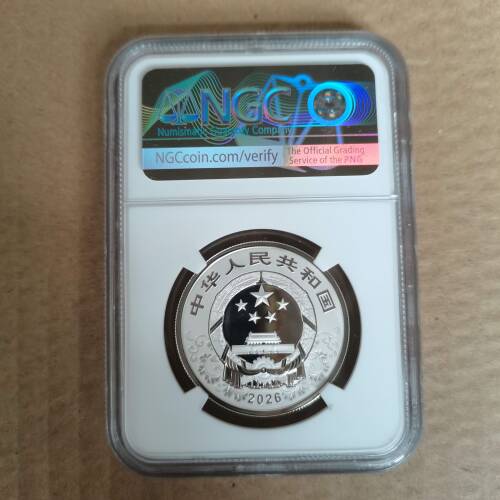 NGC
Numismatic Guaranty Company
NGCcoin.com/verify
The Official Grading
Service of the PNG
中华人民共和国
2026